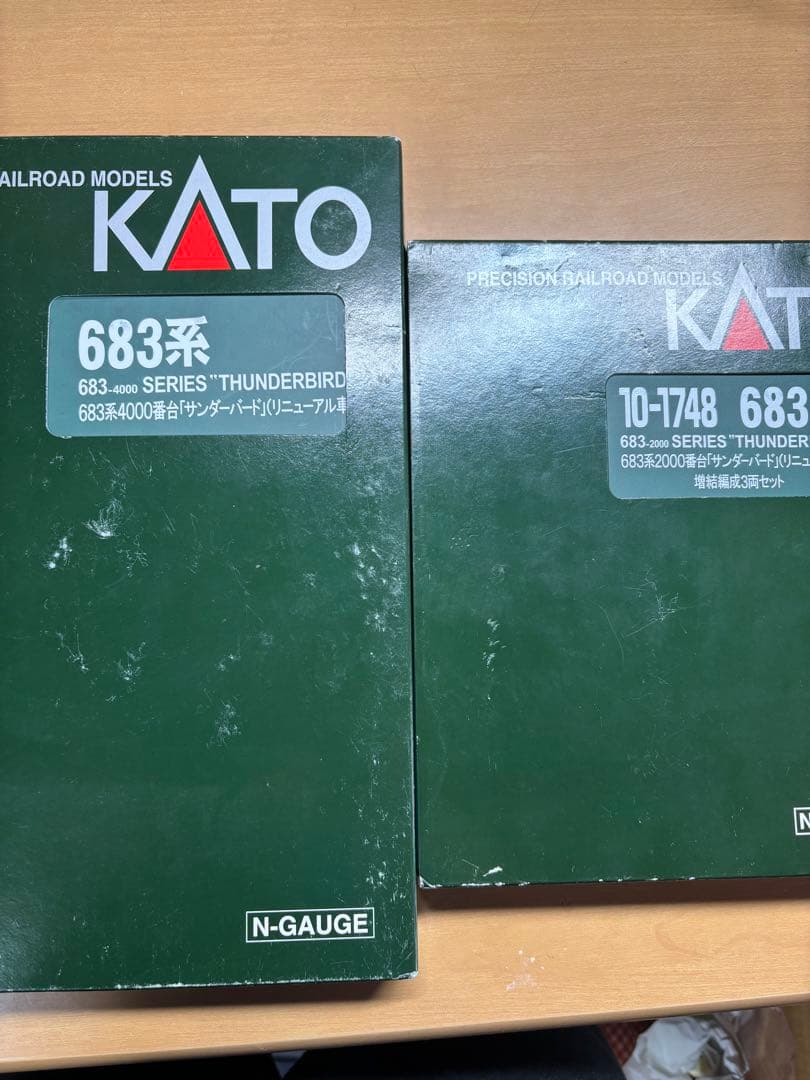 AILROAD MODELS
KATO
683系
683-4000 SERIES "THUNDERBIRD
683系4000番台「サンダーバード」(リニューアル車
N-GAUGE
PRECISION RAILROAD MODELS
KAT
10-1748 683
683-2000 SERIES "THUNDER
683系2000番台「サンダーバード」(リニュ
増結編成3両セット
N